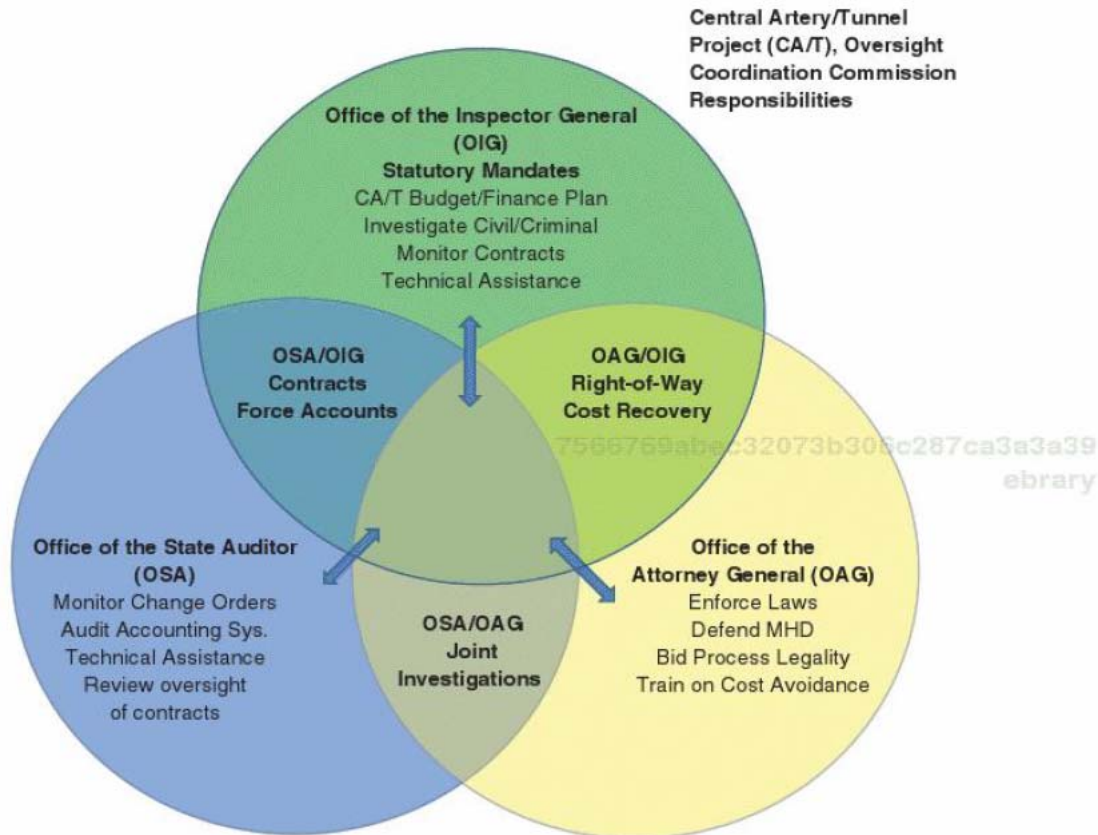 Central Artery/Tunnel
Project (CA/T), Oversight
Coordination Commission
Responsibilities
Office of the Inspector General
(OIG)
Statutory Mandates
CA/T Budget/Finance Plan
Investigate Civil/Criminal
Monitor Contracts
Technical Assistance
OSA/OIG
Contracts
Force Accounts
OAG/OIG
Right-of-Way
Cost Recovery
7566769abec32073b306c287ca3a3a39
ebrary
Office of the State Auditor
(OSA)
Monitor Change Orders
Audit Accounting Sys.
Technical Assistance
Review oversight
of contracts
OSA/OAG
Joint
Investigations
Office of the
Attorney General (OAG)
Enforce Laws
Defend MHD
Bid Process Legality
Train on Cost Avoidance